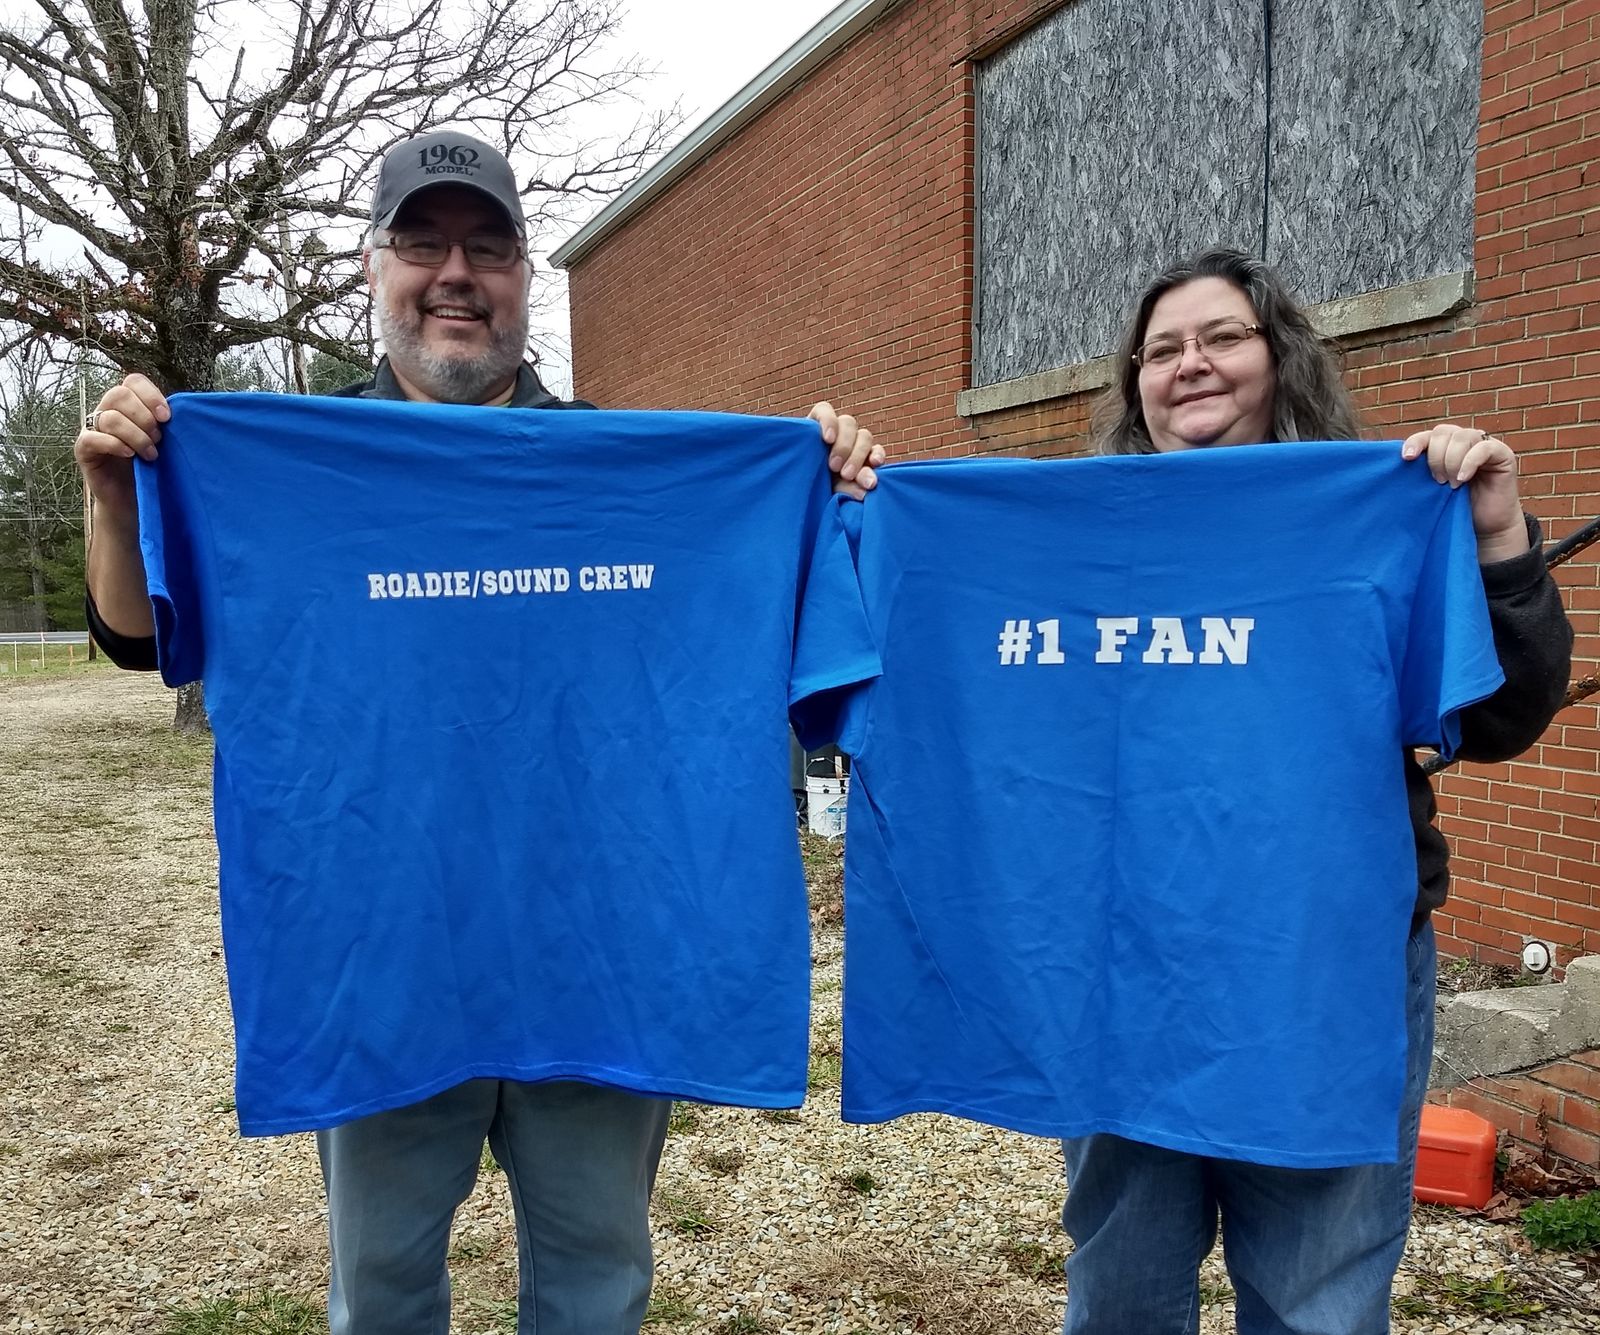 1962
MODEL
ROADIE/SOUND CREW
#1 FAN